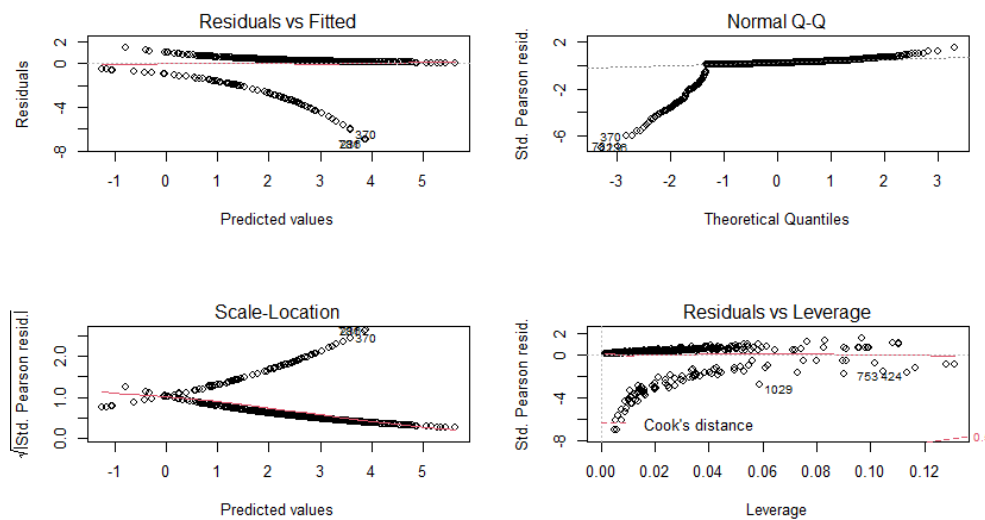 Residuals vs Fitted
Residuals
2
0
-4
-8
370
-1 0 1 2 3 4 5
Predicted values
Normal Q-Q
Std. Pearson resid.
2
-2
-6
370
-3 -2 -1 0 1 2 3
Theoretical Quantiles
Scale-Location
√|Std. Pearson resid.|
2.0
1.0
0.0
370
-1 0 1 2 3 4 5
Predicted values
Residuals vs Leverage
Std. Pearson resid.
2
0
-4
-8
1029
753 424
Cook's distance
0.00 0.02 0.04 0.06 0.08 0.10 0.12
Leverage